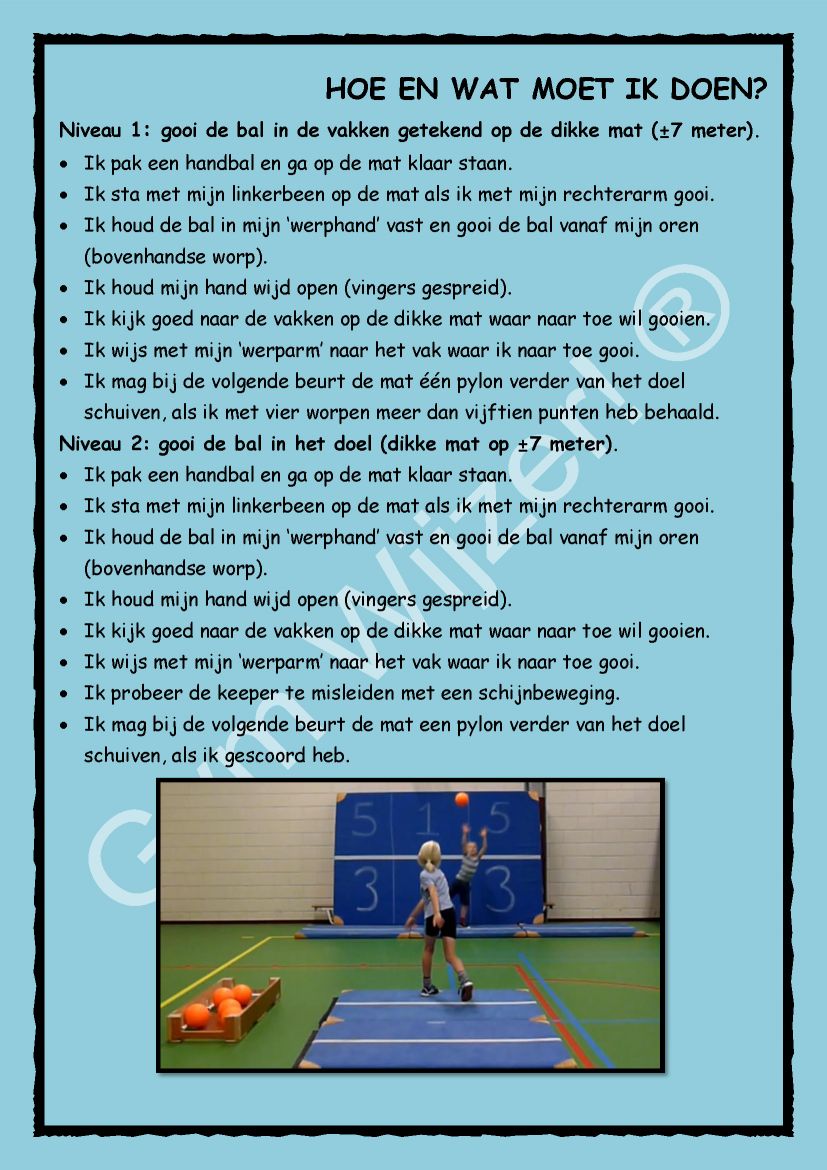 HOE EN WAT MOET IK DOEN?
Niveau 1: gooi de bal in de vakken getekend op de dikke mat (±7 meter).
• Ik pak een handbal en ga op de mat klaar staan.
• Ik sta met mijn linkerbeen op de mat als ik met mijn rechterarm gooi.
• Ik houd de bal in mijn ‘werphand’ vast en gooi de bal vanaf mijn oren
(bovenhandse worp).
• Ik houd mijn hand wijd open (vingers gespreid).
• Ik kijk goed naar de vakken op de dikke mat waar naar toe wil gooien.
• Ik wijs met mijn ‘werparm’ naar het vak waar ik naar toe gooi.
• Ik mag bij de volgende beurt de mat één pylon verder van het doel
schuiven, als ik met vier worpen meer dan vijftien punten heb behaald.
Niveau 2: gooi de bal in het doel (dikke mat op ±7 meter).
• Ik pak een handbal en ga op de mat klaar staan.
• Ik sta met mijn linkerbeen op de mat als ik met mijn rechterarm gooi.
• Ik houd de bal in mijn ‘werphand’ vast en gooi de bal vanaf mijn oren
(bovenhandse worp).
• Ik houd mijn hand wijd open (vingers gespreid).
• Ik kijk goed naar de vakken op de dikke mat waar naar toe wil gooien.
• Ik wijs met mijn ‘werparm’ naar het vak waar ik naar toe gooi.
• Ik probeer de keeper te misleiden met een schijnbeweging.
• Ik mag bij de volgende beurt de mat een pylon verder van het doel
schuiven, als ik gescoord heb.
5 1 5
3 3
Gym Wijzer! ®